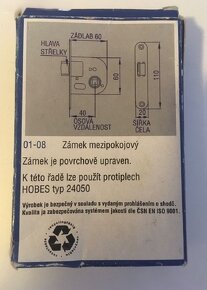 HLAVA
STŘELKY
ZÁDLAB 60
60
110
40
OSOVÁ
VZDÁLENOST
20
ŠÍŘKA
ČELA
01-08 Zámek mezipokojový
Zámek je povrchově upraven.
K této řadě lze použít protiplech
HOBES typ 24050
Výrobek je bezpečný v souladu s vydaným prohlášením o shodě.
Kvalita je zabezpečována systémem jakosti dle ČSN EN ISO 9001.